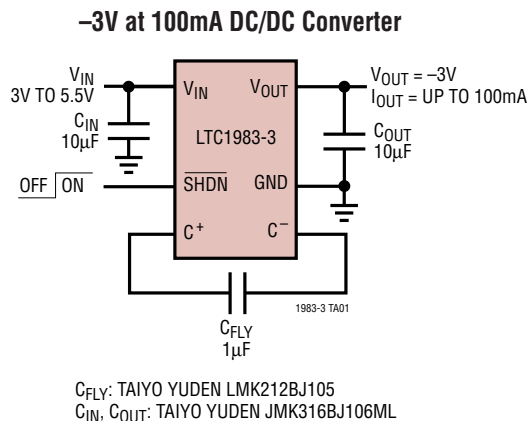 –3V at 100mA DC/DC Converter
VIN
3V TO 5.5V
CIN
10µF
OFF ON
VIN
VOUT
LTC1983-3
SHDN
GND
C+
C–
VOUT = –3V
IOUT = UP TO 100mA
COUT
10µF
CFLY
1µF
1983-3 TA01
CFLY: TAIYO YUDEN LMK212BJ105
CIN, COUT: TAIYO YUDEN JMK316BJ106ML